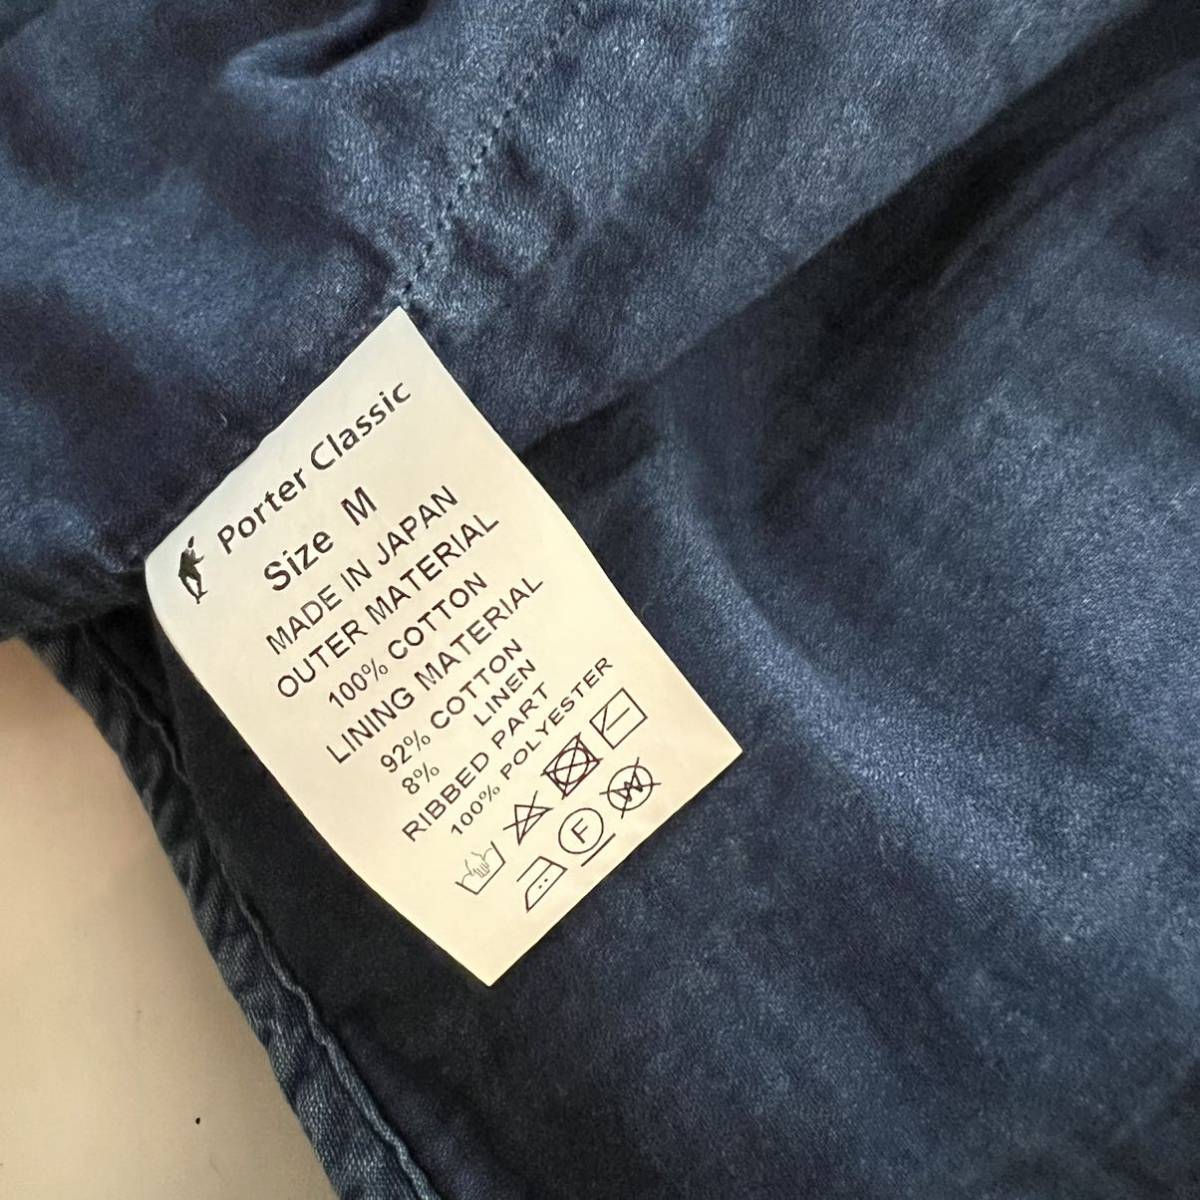 Porter Classic
Size M
MADE IN JAPAN
OUTER MATERIAL
100% COTTON
LINING MATERIAL
92% COTTON
8% LINEN
RIBBED PART
100% POLYESTER
F
W